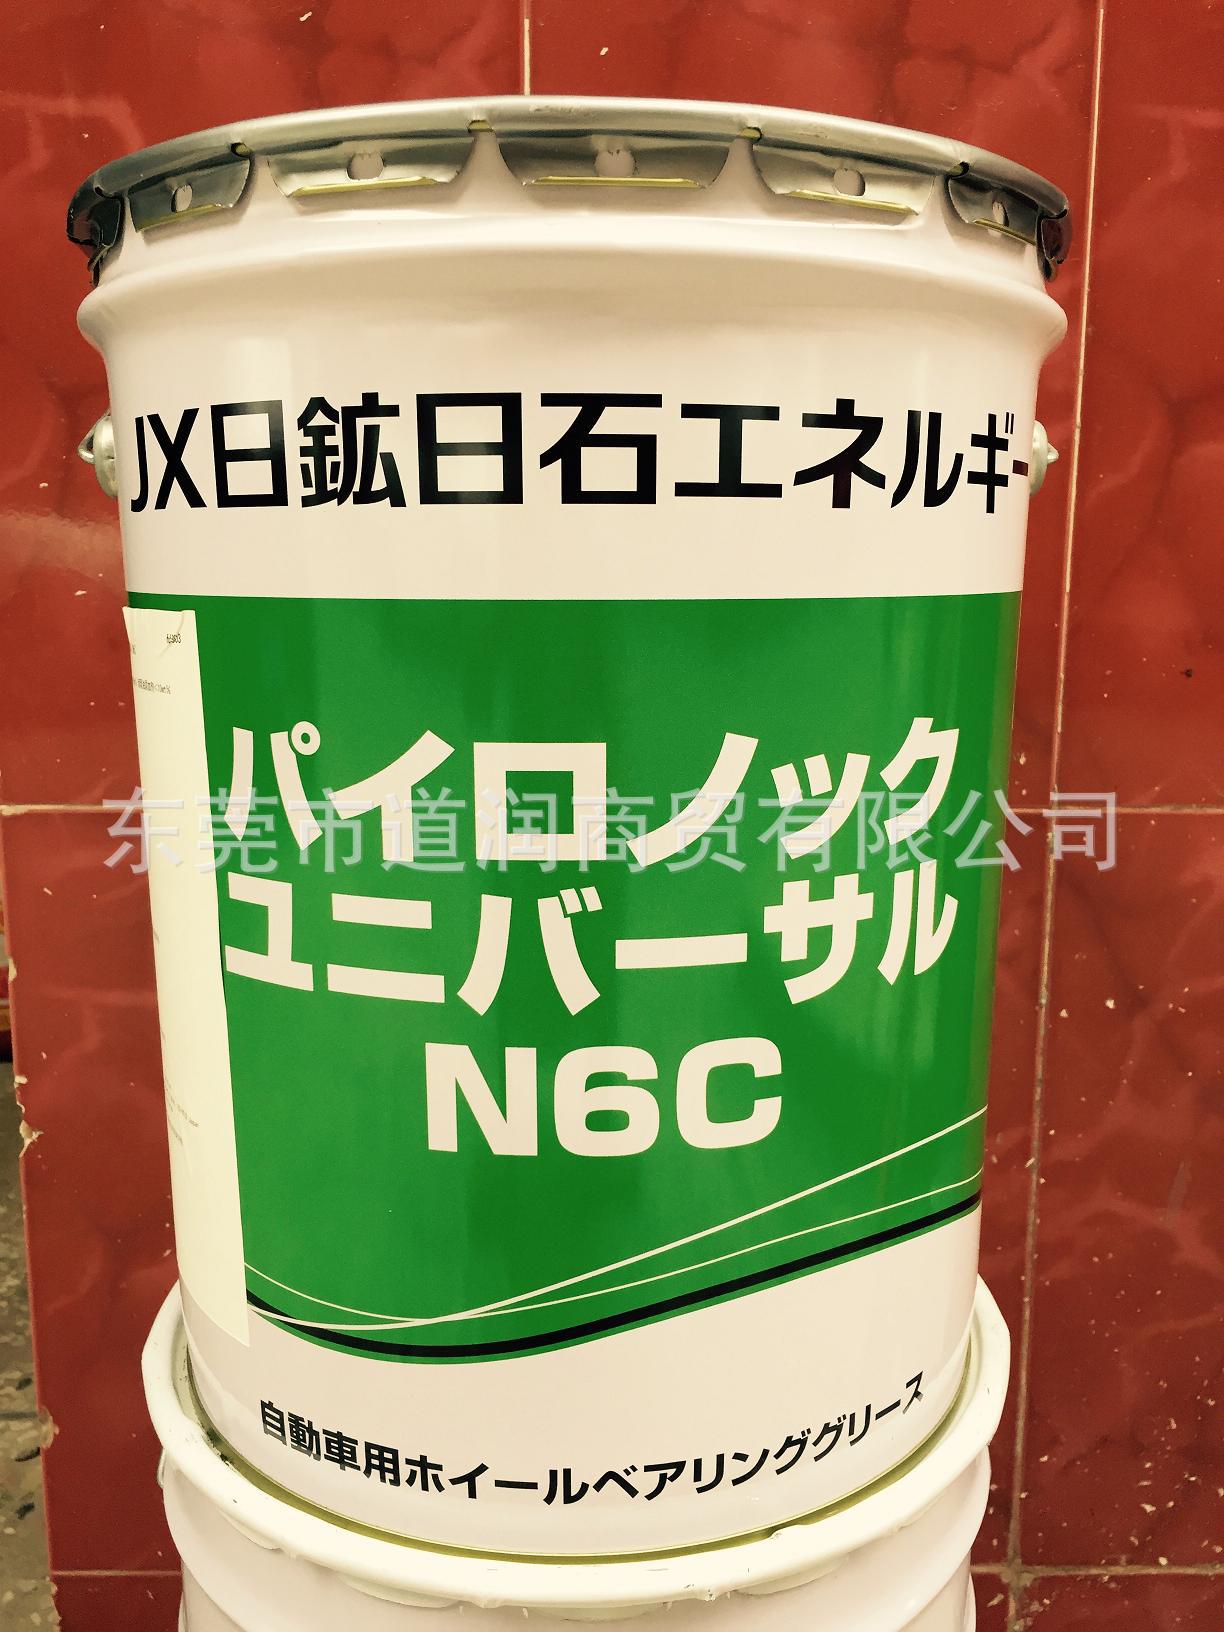 JX日鉱日石エネルギー
パイロノック
东莞市道润商贸有限公司
ユニバーサル
N6C
自動車用ホイールベアリンググリース